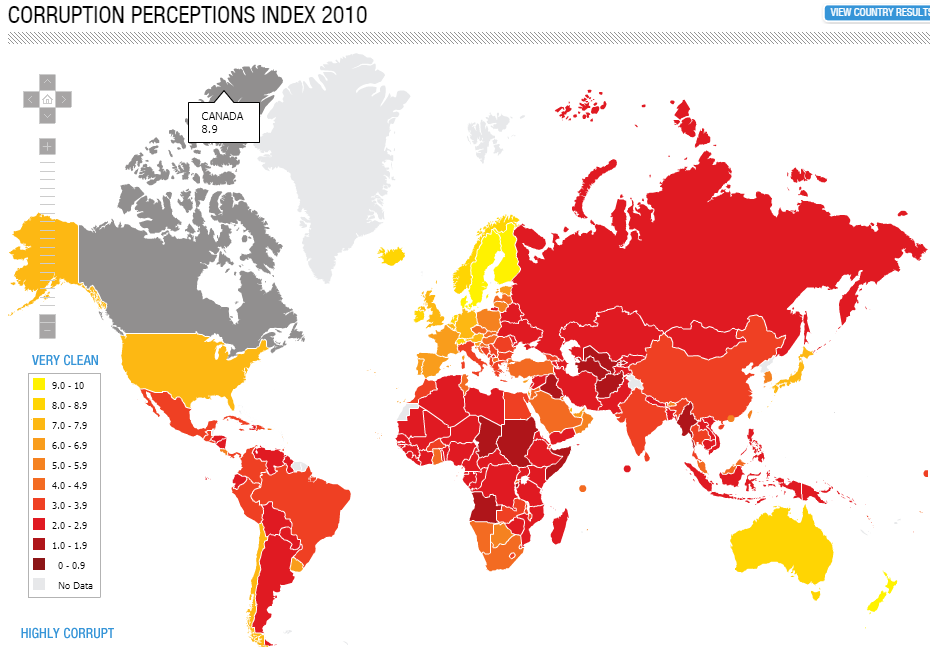 CORRUPTION PERCEPTIONS INDEX 2010
VIEW COUNTRY RESULTS
CANADA
8.9
VERY CLEAN
9.0 - 10
8.0 - 8.9
7.0 - 7.9
6.0 - 6.9
5.0 - 5.9
4.0 - 4.9
3.0 - 3.9
2.0 - 2.9
1.0 - 1.9
0 - 0.9
No Data
HIGHLY CORRUPT